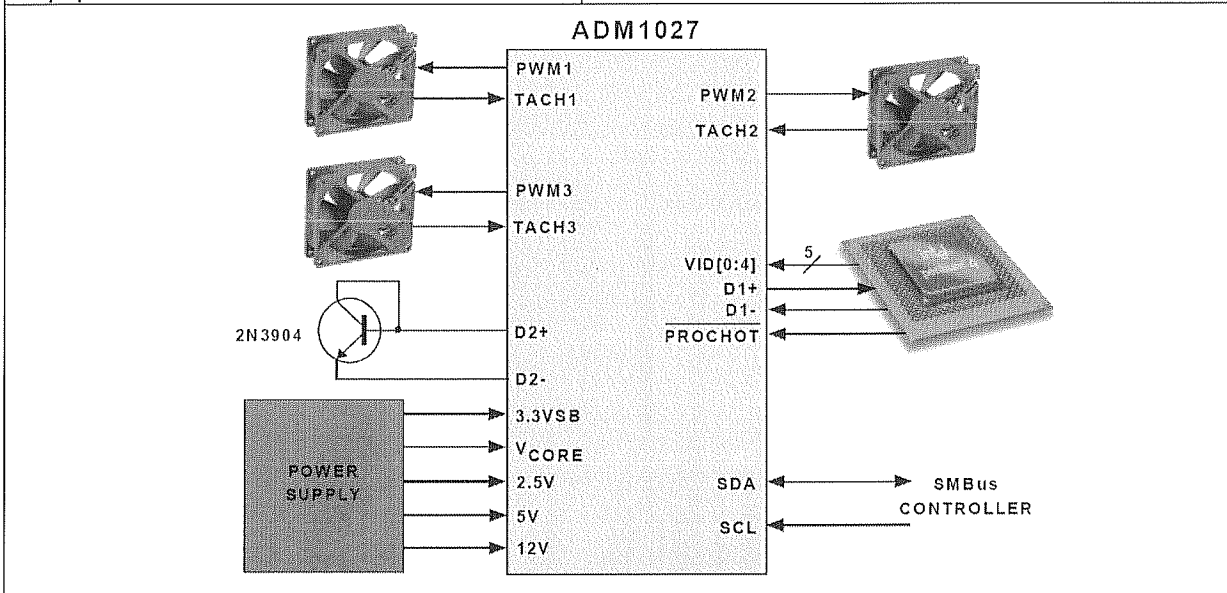 ADM1027
PWM1
TACH1
PWM2
TACH2
PWM3
TACH3
VID[0:4]
5
D1+
D1-
PROCHOT
2N3904
D2+
D2-
3.3VSB
VCORE
2.5V
5V
12V
POWER
SUPPLY
SDA
SCL
SMBus
CONTROLLER